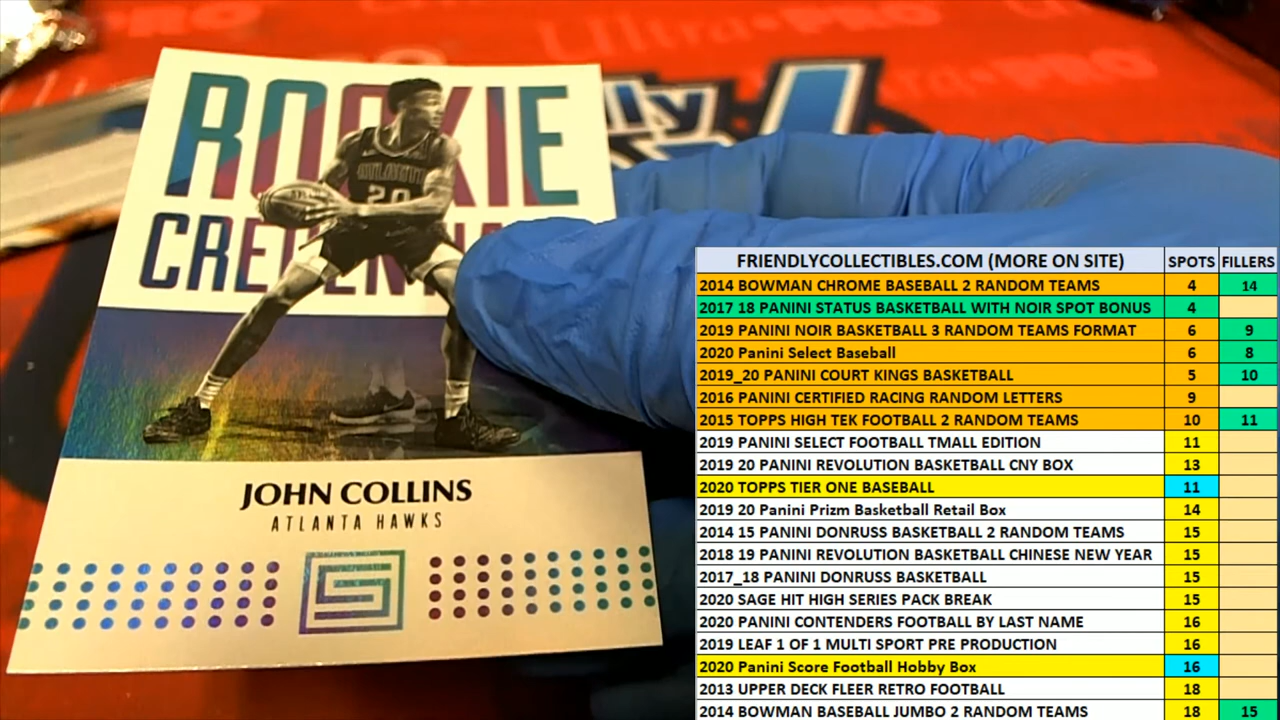 Ultra PRO
ROOKIE
ATLANTA
20
JOHN COLLINS
ATLANTA HAWKS
FRIENDLYCOLLECTIBLES.COM (MORE ON SITE) SPOTS FILLERS
2014 BOWMAN CHROME BASEBALL 2 RANDOM TEAMS 4 14
2017 18 PANINI STATUS BASKETBALL WITH NOIR SPOT BONUS 4
2019 PANINI NOIR BASKETBALL 3 RANDOM TEAMS FORMAT 6 9
2020 Panini Select Baseball 6 8
2019_20 PANINI COURT KINGS BASKETBALL 5 10
2016 PANINI CERTIFIED RACING RANDOM LETTERS 9
2015 TOPPS HIGH TEK FOOTBALL 2 RANDOM TEAMS 10 11
2019 PANINI SELECT FOOTBALL TMALL EDITION 11
2019 20 PANINI REVOLUTION BASKETBALL CNY BOX 13
2020 TOPPS TIER ONE BASEBALL 11
2019 20 Panini Prizm Basketball Retail Box 14
2014 15 PANINI DONRUSS BASKETBALL 2 RANDOM TEAMS 15
2018 19 PANINI REVOLUTION BASKETBALL CHINESE NEW YEAR 15
2017_18 PANINI DONRUSS BASKETBALL 15
2020 SAGE HIT HIGH SERIES PACK BREAK 15
2020 PANINI CONTENDERS FOOTBALL BY LAST NAME 16
2019 LEAF 1 OF 1 MULTI SPORT PRE PRODUCTION 16
2020 Panini Score Football Hobby Box 16
2013 UPPER DECK FLEER RETRO FOOTBALL 18
2014 BOWMAN BASEBALL JUMBO 2 RANDOM TEAMS 18 15